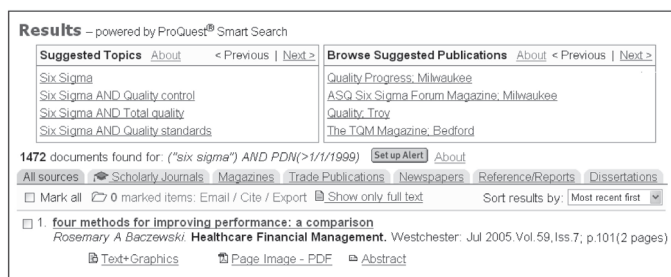 Results – powered by ProQuest® Smart Search
Suggested Topics About < Previous | Next >
Six Sigma
Six Sigma AND Quality control
Six Sigma AND Total quality
Six Sigma AND Quality standards
Browse Suggested Publications About < Previous | Next >
Quality Progress; Milwaukee
ASQ Six Sigma Forum Magazine; Milwaukee
Quality; Troy
The TQM Magazine; Bedford
1472 documents found for: ("six sigma") AND PDN(>1/1/1999) Set up Alert About
All sources Scholarly Journals Magazines Trade Publications Newspapers Reference/Reports Dissertations
Mark all 0 marked items: Email / Cite / Export Show only full text Sort results by: Most recent first
1. four methods for improving performance: a comparison
Rosemary A Baczewski. Healthcare Financial Management. Westchester: Jul 2005. Vol. 59, Iss. 7; p. 101 (2 pages)
Text+Graphics Page Image - PDF Abstract